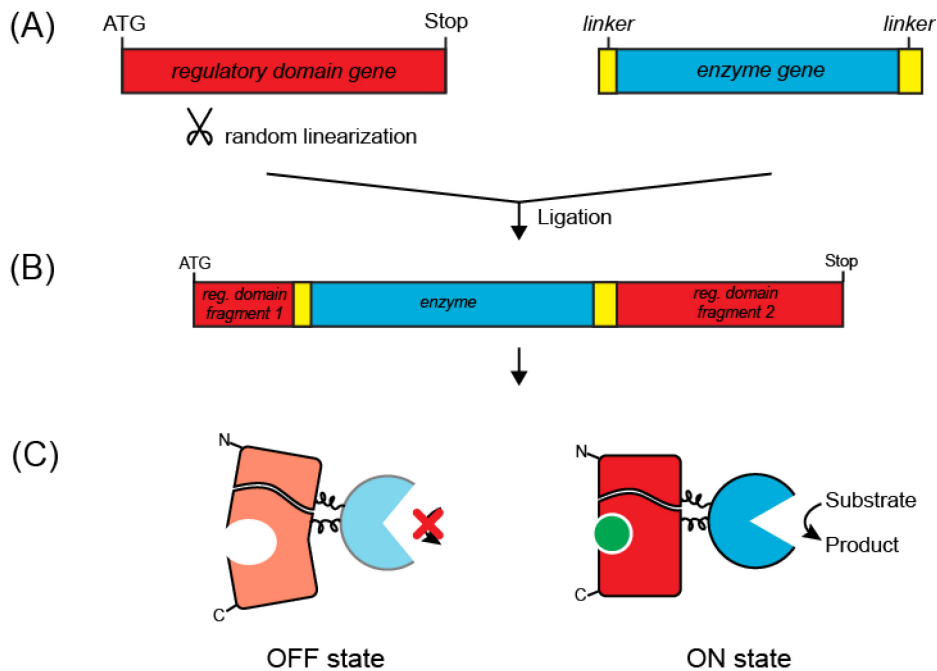 (A)
ATG
Stop
linker
linker
regulatory domain gene
enzyme gene
random linearization
Ligation
(B)
ATG
Stop
reg. domain
fragment 1
enzyme
reg. domain
fragment 2
(C)
N
C
N
C
Substrate
Product
OFF state
ON state